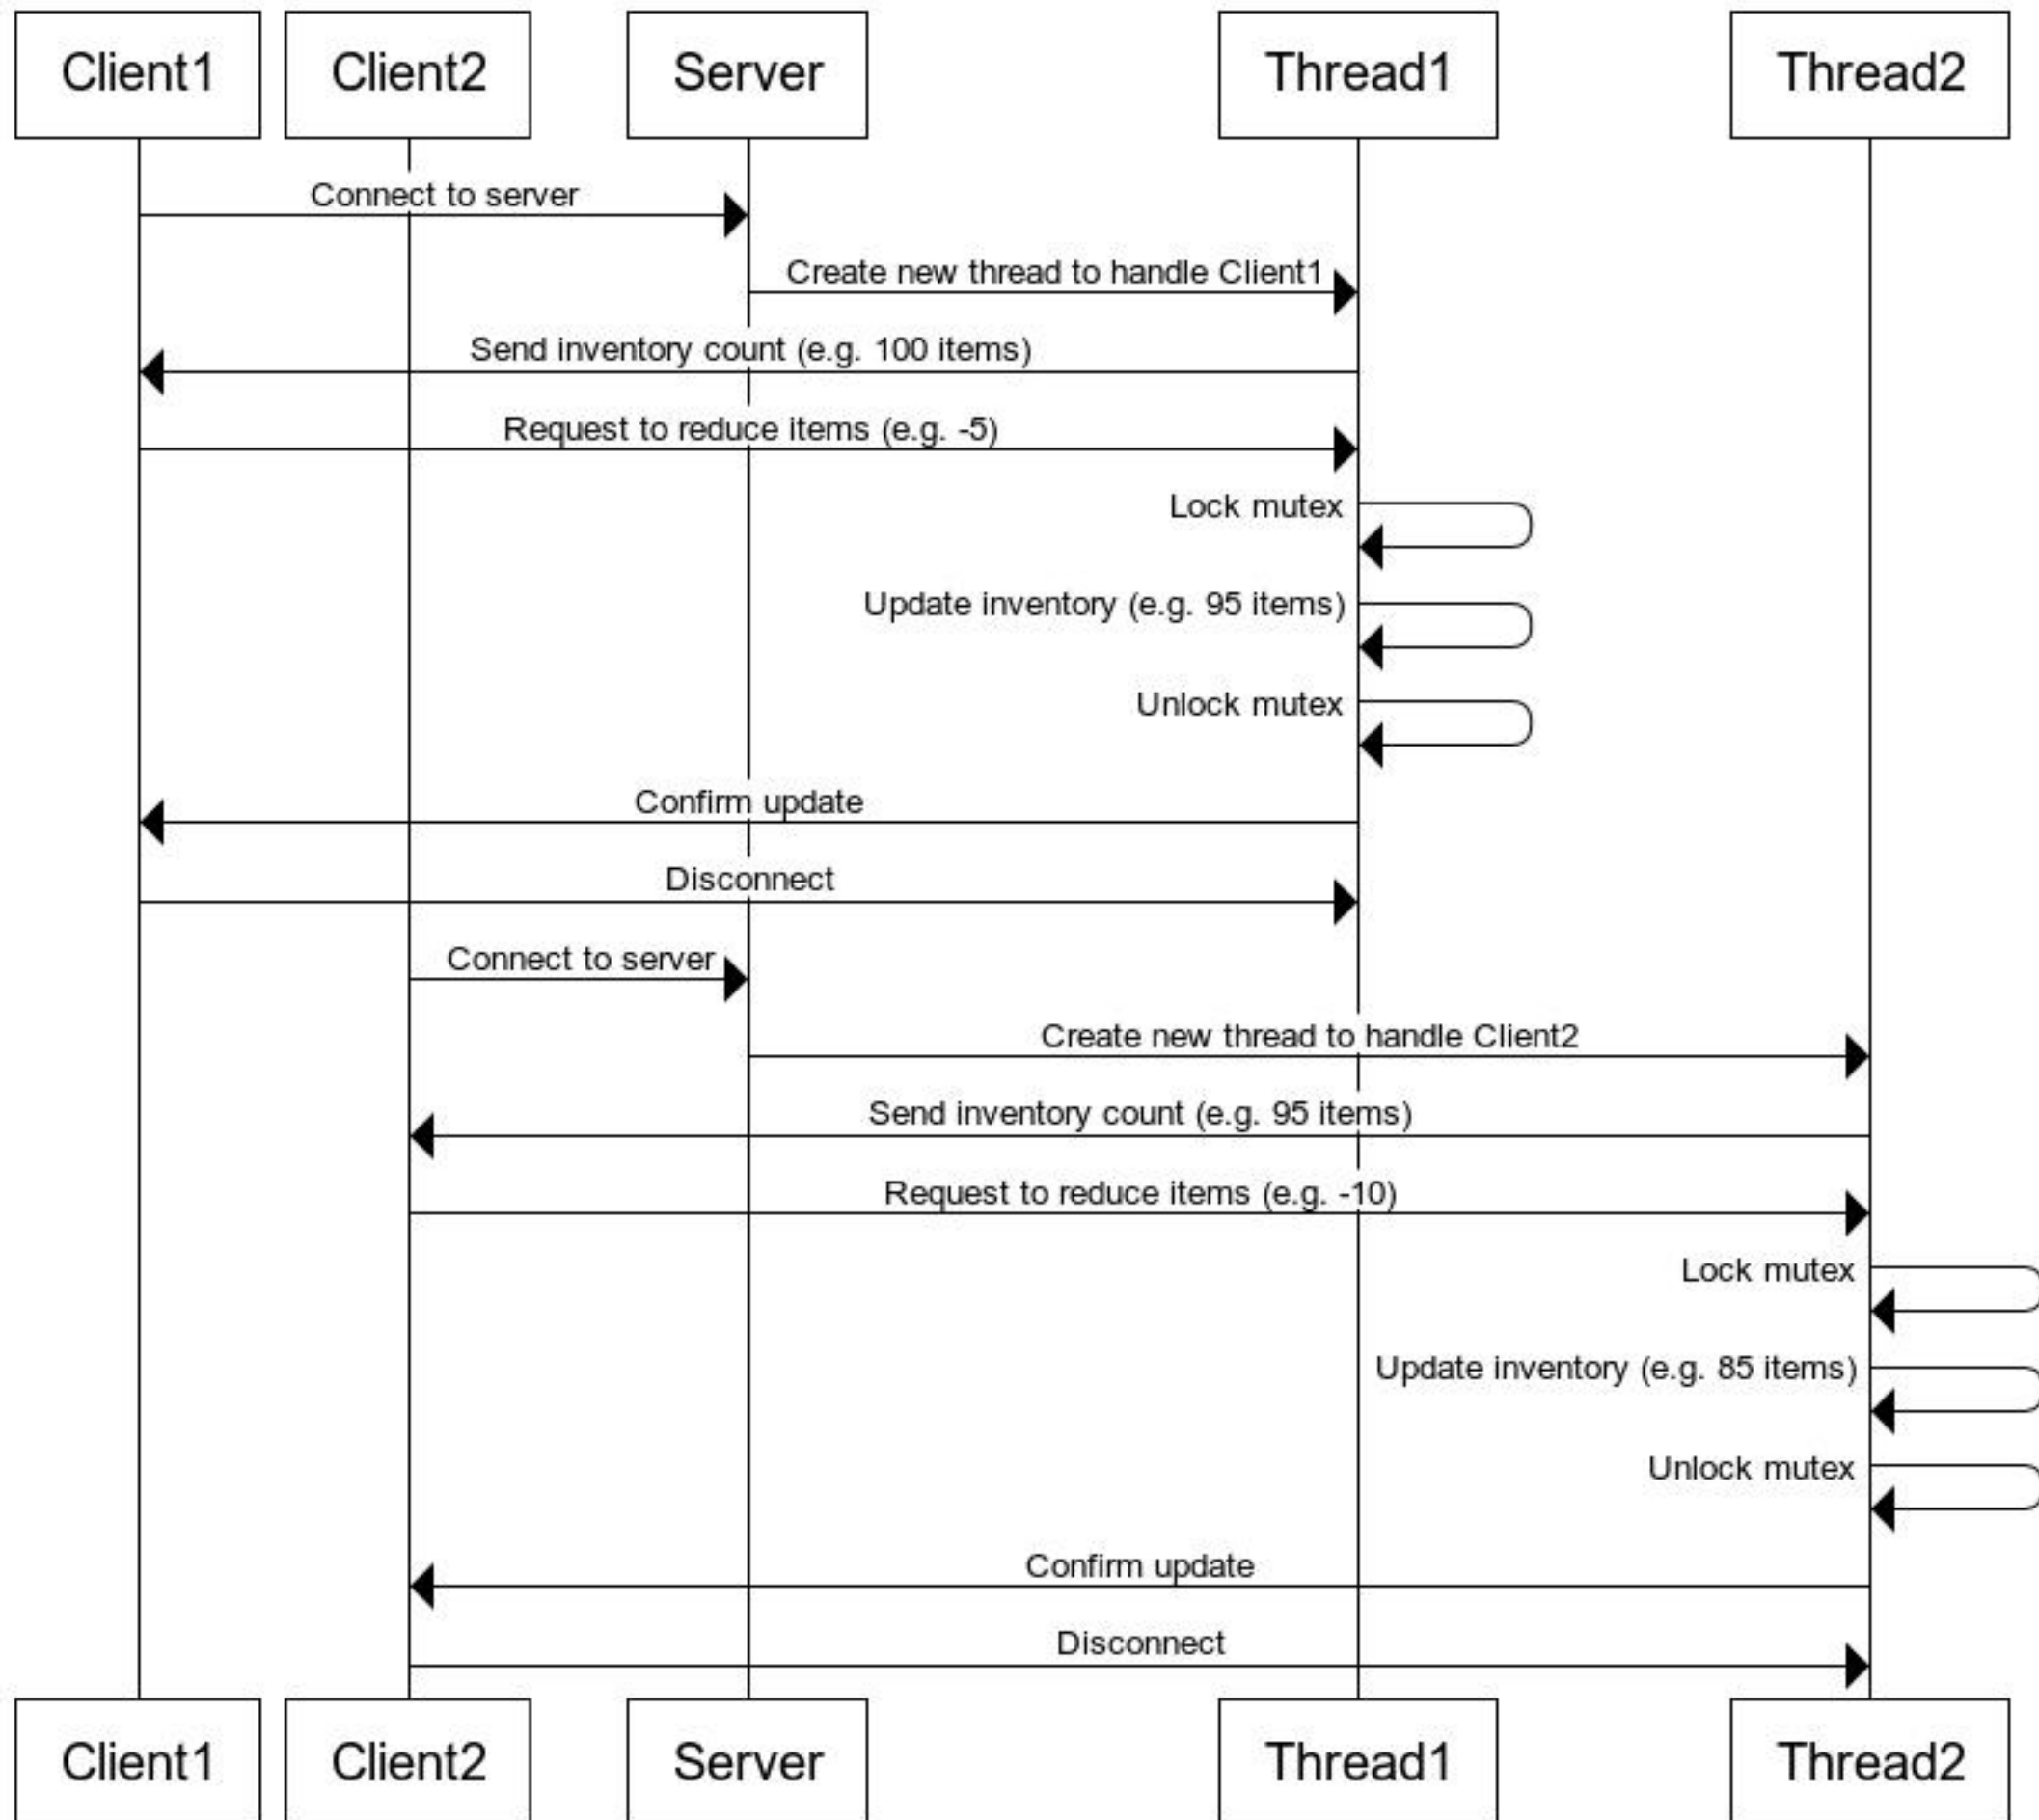 Client1
Client2
Server
Thread1
Thread2
Connect to server
Create new thread to handle Client1
Send inventory count (e.g. 100 items)
Request to reduce items (e.g. -5)
Lock mutex
Update inventory (e.g. 95 items)
Unlock mutex
Confirm update
Disconnect
Connect to server
Create new thread to handle Client2
Send inventory count (e.g. 95 items)
Request to reduce items (e.g. -10)
Lock mutex
Update inventory (e.g. 85 items)
Unlock mutex
Confirm update
Disconnect
Client1
Client2
Server
Thread1
Thread2